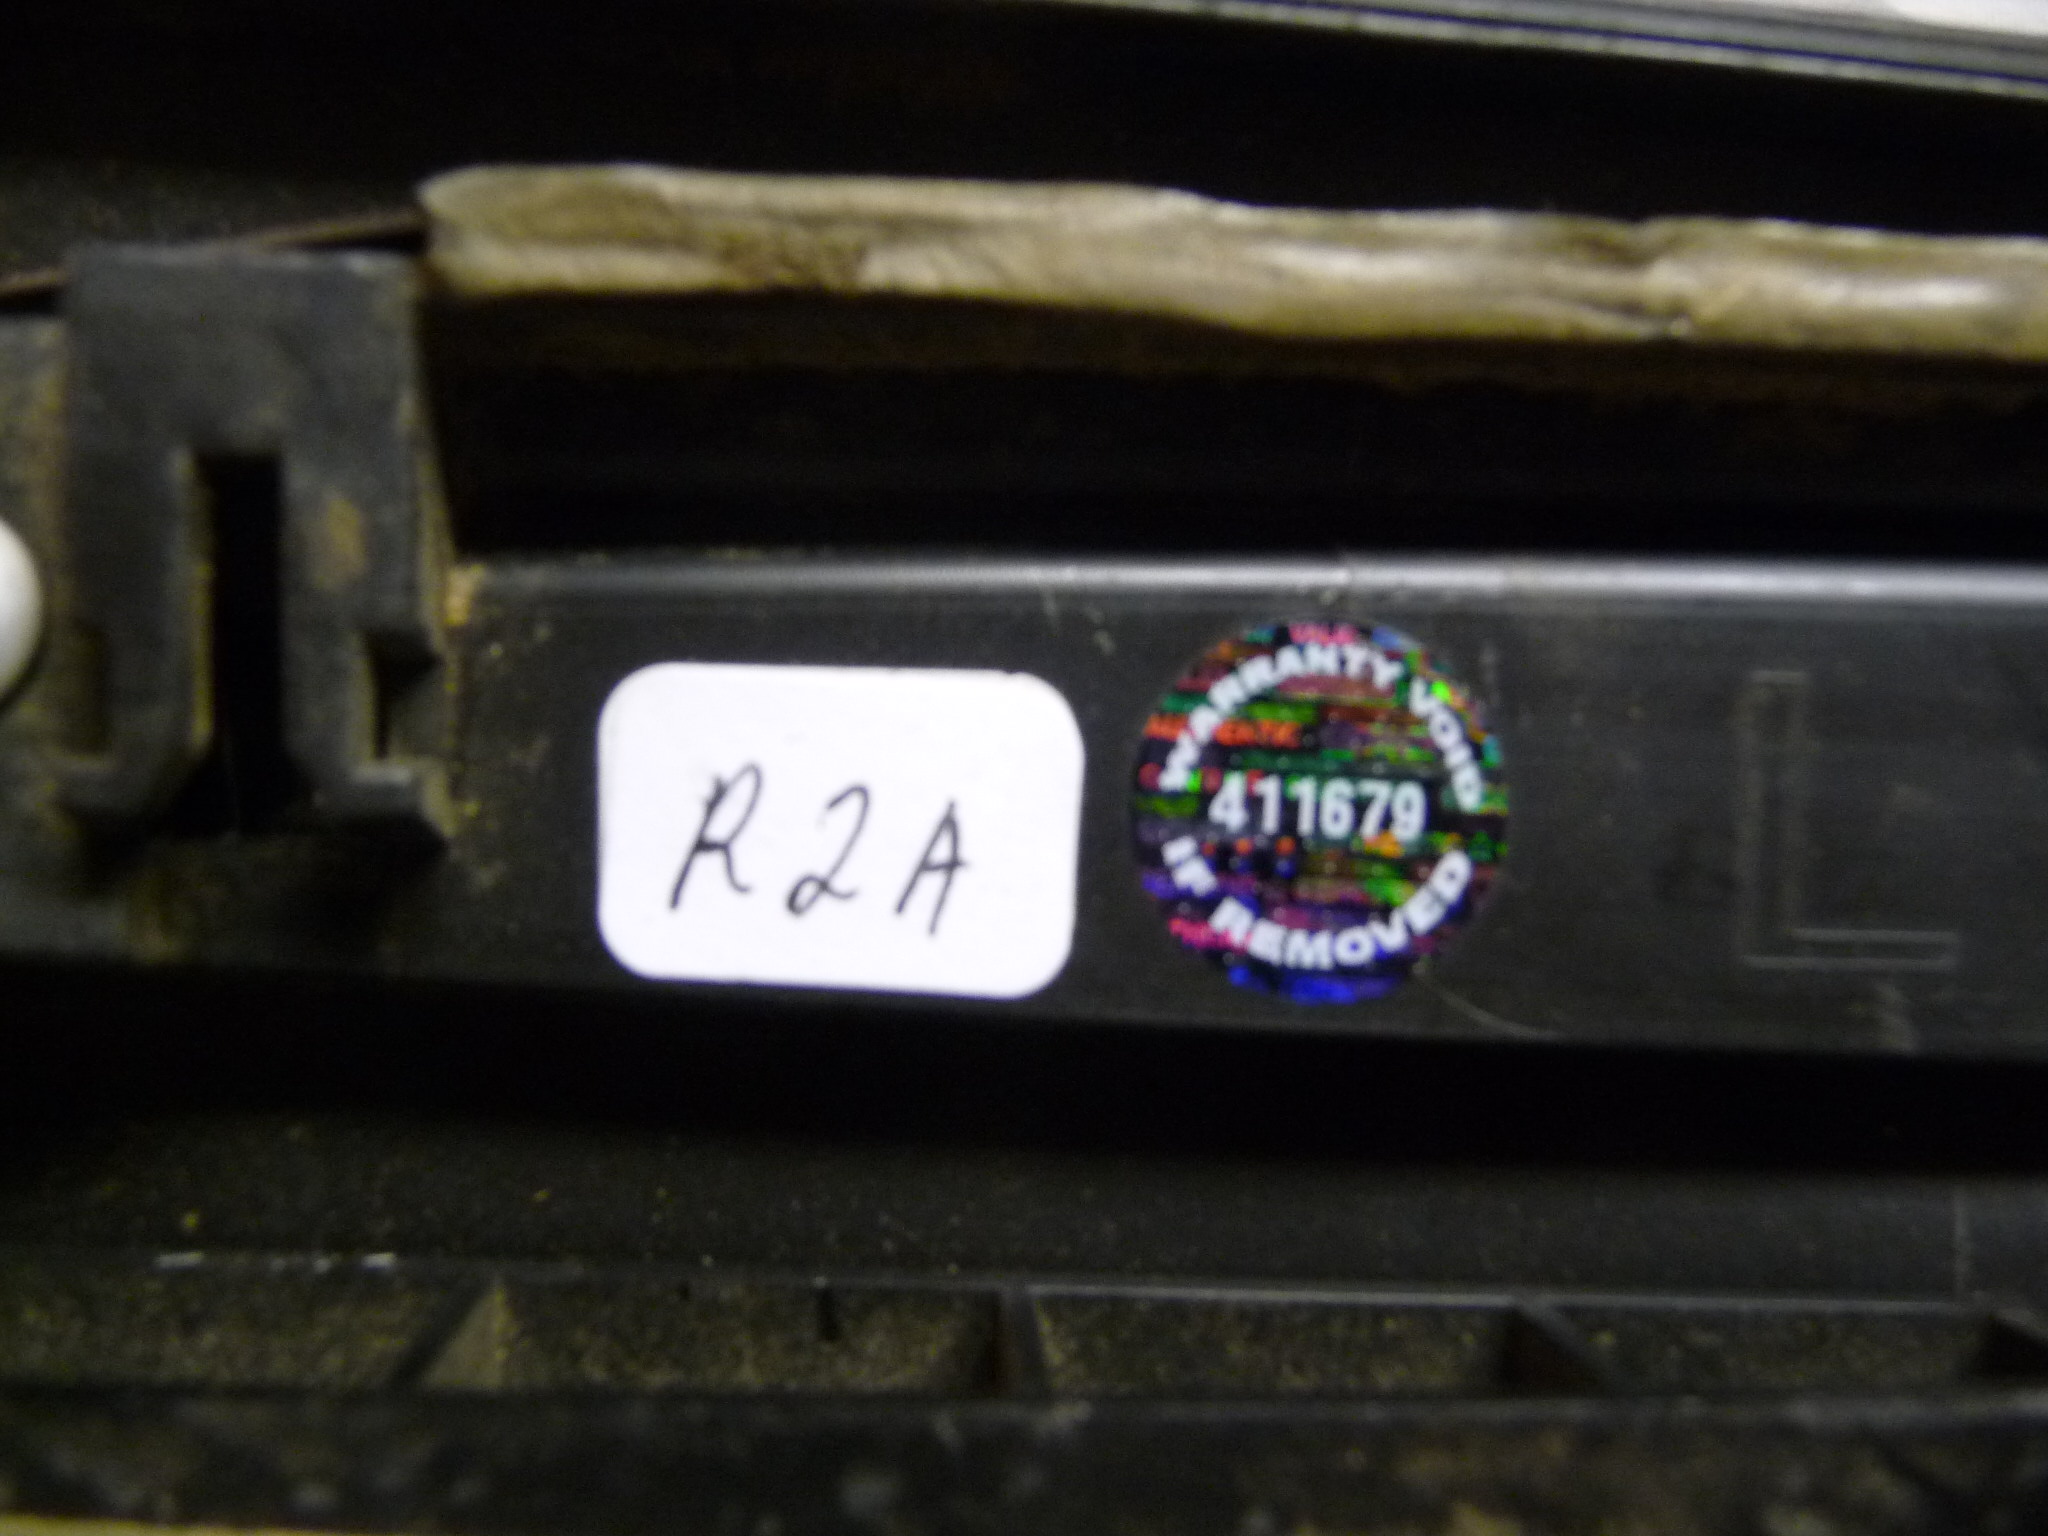 R2A
WARRANTY VOID
411679
IF REMOVED
L